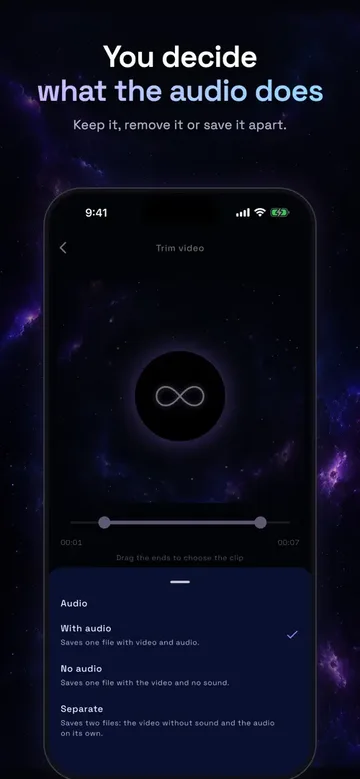 You decide
what the audio does
Keep it, remove it or save it apart.
9:41
Trim video
00:01
00:07
Drag the ends to choose the clip
Audio
With audio
Saves one file with video and audio.
No audio
Saves one file with the video and no sound.
Separate
Saves two files: the video without sound and the audio
on its own.